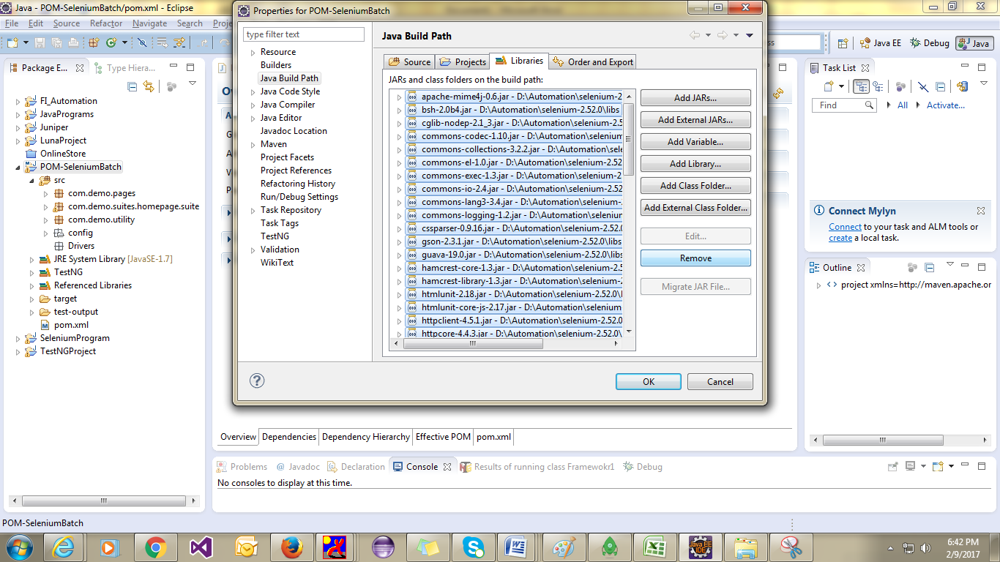 Java - POM-SeleniumBatch/pom.xml - Eclipse
File Edit Source Refactor Navigate Search
Package E...
Type Hierar...
FI_Automation
JavaPrograms
Juniper
LunaProject
OnlineStore
POM-SeleniumBatch
src
com.demo.pages
com.demo.suites.homepage.suite
com.demo.utility
config
Drivers
JRE System Library [JavaSE-1.7]
TestNG
Referenced Libraries
target
test-output
pom.xml
SeleniumProgram
TestNGProject
Properties for POM-SeleniumBatch
type filter text
Resource
Builders
Java Build Path
Java Code Style
Java Compiler
Java Editor
Javadoc Location
Maven
Project Facets
Project References
Refactoring History
Run/Debug Settings
Task Repository
Task Tags
TestNG
Validation
WikiText
Java Build Path
Source Projects Libraries Order and Export
JARs and class folders on the build path:
apache-mime4j-0.6.jar - D:\Automation\selenium-2
bsh-2.0b4.jar - D:\Automation\selenium-2.52.0\libs
cglib-nodep-2.1_3.jar - D:\Automation\selenium-2.5
commons-codec-1.10.jar - D:\Automation\selenium
commons-collections-3.2.2.jar - D:\Automation\sele
commons-el-1.0.jar - D:\Automation\selenium-2.52
commons-exec-1.3.jar - D:\Automation\selenium-2
commons-io-2.4.jar - D:\Automation\selenium-2.52
commons-lang3-3.4.jar - D:\Automation\selenium-
commons-logging-1.2.jar - D:\Automation\seleniun
cssparser-0.9.16.jar - D:\Automation\selenium-2.52.0
gson-2.3.1.jar - D:\Automation\selenium-2.52.0\libs
guava-19.0.jar - D:\Automation\selenium-2.52.0\libs
hamcrest-core-1.3.jar - D:\Automation\selenium-2.5
hamcrest-library-1.3.jar - D:\Automation\selenium-2
htmlunit-2.18.jar - D:\Automation\selenium-2.52.0\l
htmlunit-core-js-2.17.jar - D:\Automation\selenium
httpclient-4.5.1.jar - D:\Automation\selenium-2.52.0
httpcore-4.4.3.jar - D:\Automation\selenium-2.52.0\
Add JARs...
Add External JARs...
Add Variable...
Add Library...
Add Class Folder...
Add External Class Folder...
Edit...
Remove
Migrate JAR File...
OK Cancel
Java EE Debug Java
Task List
Find All Activate...
Connect Mylyn
Connect to your task and ALM tools or
create a local task.
Outline
project xmlns=http://maven.apache.or
Overview Dependencies Dependency Hierarchy Effective POM pom.xml
Problems @ Javadoc Declaration Console Results of running class Framewokr1 Debug
No consoles to display at this time.
POM-SeleniumBatch
Java EE
IDE
6:42 PM
2/9/2017